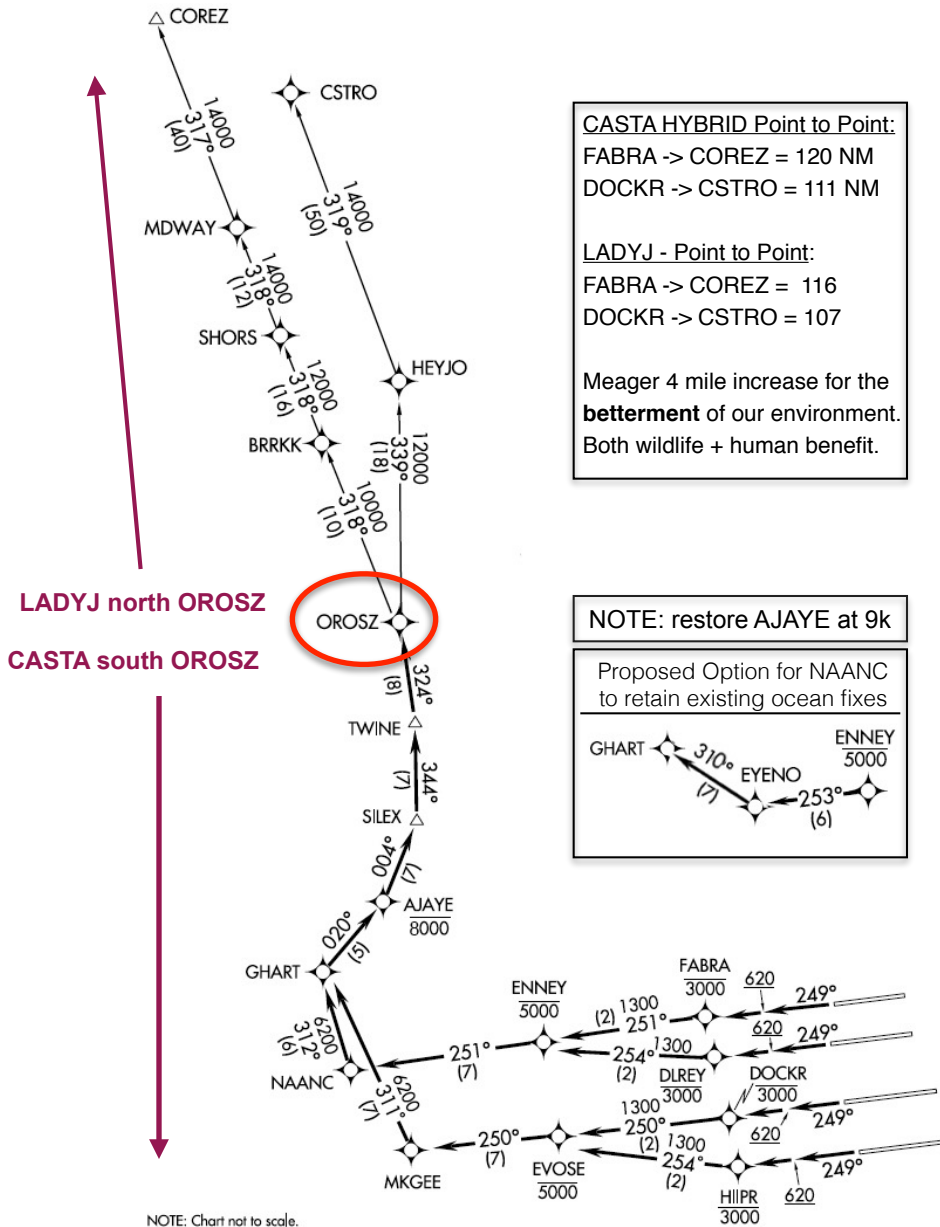 COREZ
CSTRO
14000
317°
(40)
14000
319°
(50)
MDWAY
14000
318°
(12)
SHORS
12000
318°
(16)
HEYJO
BRRKK
12000
339°
(18)
10000
318°
(10)
OROSZ
LADYJ north OROSZ
CASTA south OROSZ
324°
(8)
TWINE
344°
(7)
SILEX
004°
(7)
AJAYE
8000
020°
(5)
GHART
6200
312°
(6)
NAANC
6200
311°
(7)
MKGEE
ENNEY
5000
251°
(7)
FABRA
3000
620
249°
1300
(2)
251°
620
249°
1300
254°
(2)
DLREY
3000
DOCKR
3000
620
249°
1300
250°
(2)
250°
(7)
EVOSE
5000
1300
254°
(2)
HIIPR
3000
620
249°
NOTE: Chart not to scale.
CASTA HYBRID Point to Point:
FABRA -> COREZ = 120 NM
DOCKR -> CSTRO = 111 NM
LADYJ - Point to Point:
FABRA -> COREZ = 116
DOCKR -> CSTRO = 107
Meager 4 mile increase for the
betterment of our environment.
Both wildlife + human benefit.
NOTE: restore AJAYE at 9k
Proposed Option for NAANC
to retain existing ocean fixes
GHART
310°
(7)
EYENO
ENNEY
5000
253°
(6)